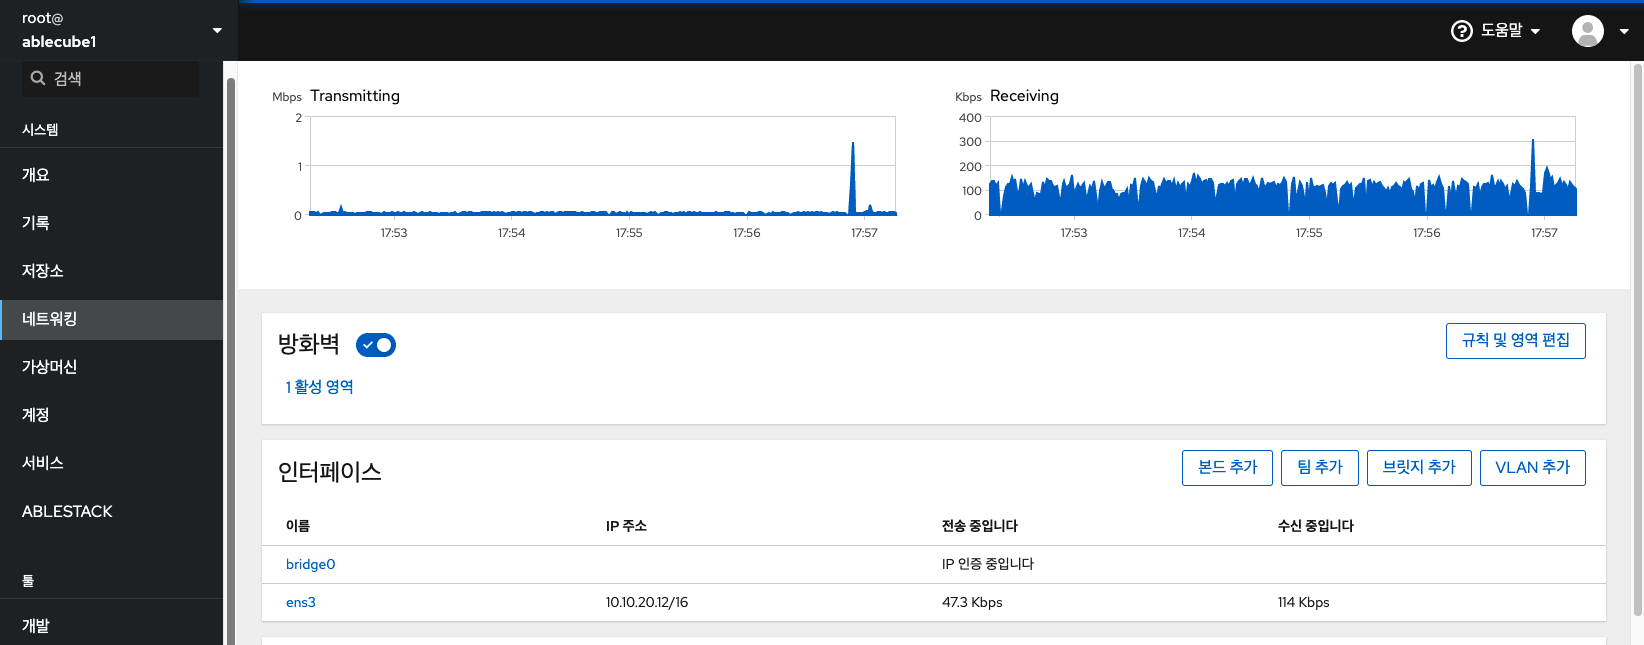 root@
ablecube1
도움말
검색
시스템
개요
기록
저장소
네트워킹
가상머신
계정
서비스
ABLESTACK
툴
개발
Mbps Transmitting
2
1
0
17:53 17:54 17:55 17:56 17:57
Kbps Receiving
400
300
200
100
0
17:53 17:54 17:55 17:56 17:57
방화벽
규칙 및 영역 편집
1 활성 영역
인터페이스
본드 추가 팀 추가 브릿지 추가 VLAN 추가
이름 IP 주소 전송 중입니다 수신 중입니다
bridge0 IP 인증 중입니다
ens3 10.10.20.12/16 47.3 Kbps 114 Kbps